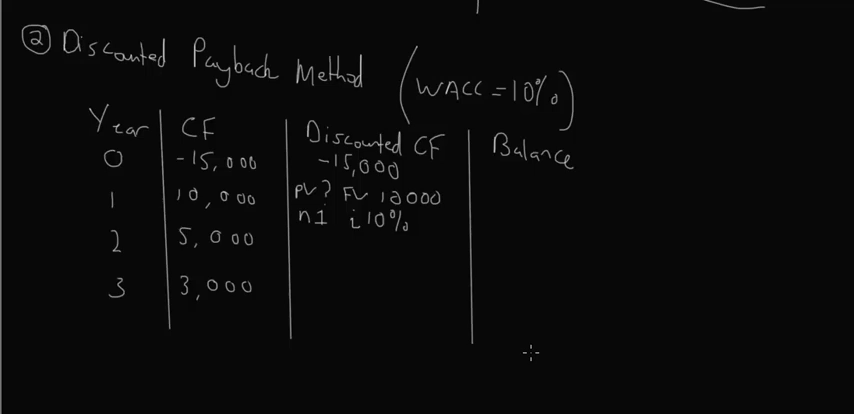 2 Discounted Payback Method (WACC = 10%)
Year CF Discounted CF Balance
0 -15,000 -15,000
1 10,000 PV? FV 10000
n1 i 10%
2 5,000
3 3,000